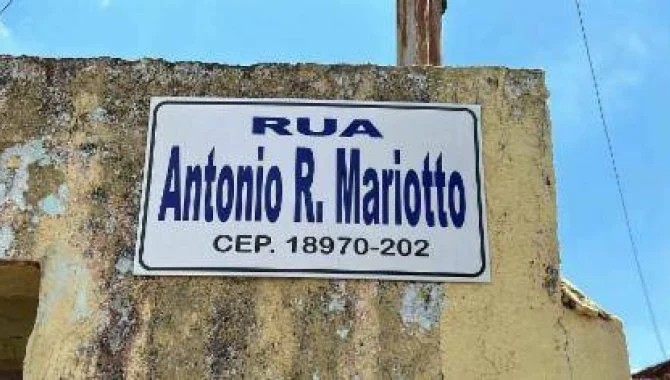 RUA
Antonio R. Mariotto
CEP. 18970-202